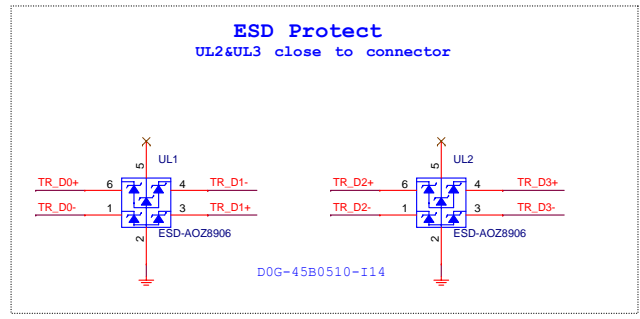 ESD Protect
UL2&UL3 close to connector
5 UL1
TR_D0+ 6 4 TR_D1-
TR_D0- 1 3 TR_D1+
2 ESD-AOZ8906
5 UL2
TR_D2+ 6 4 TR_D3+
TR_D2- 1 3 TR_D3-
2 ESD-AOZ8906
D0G-45B0510-I14